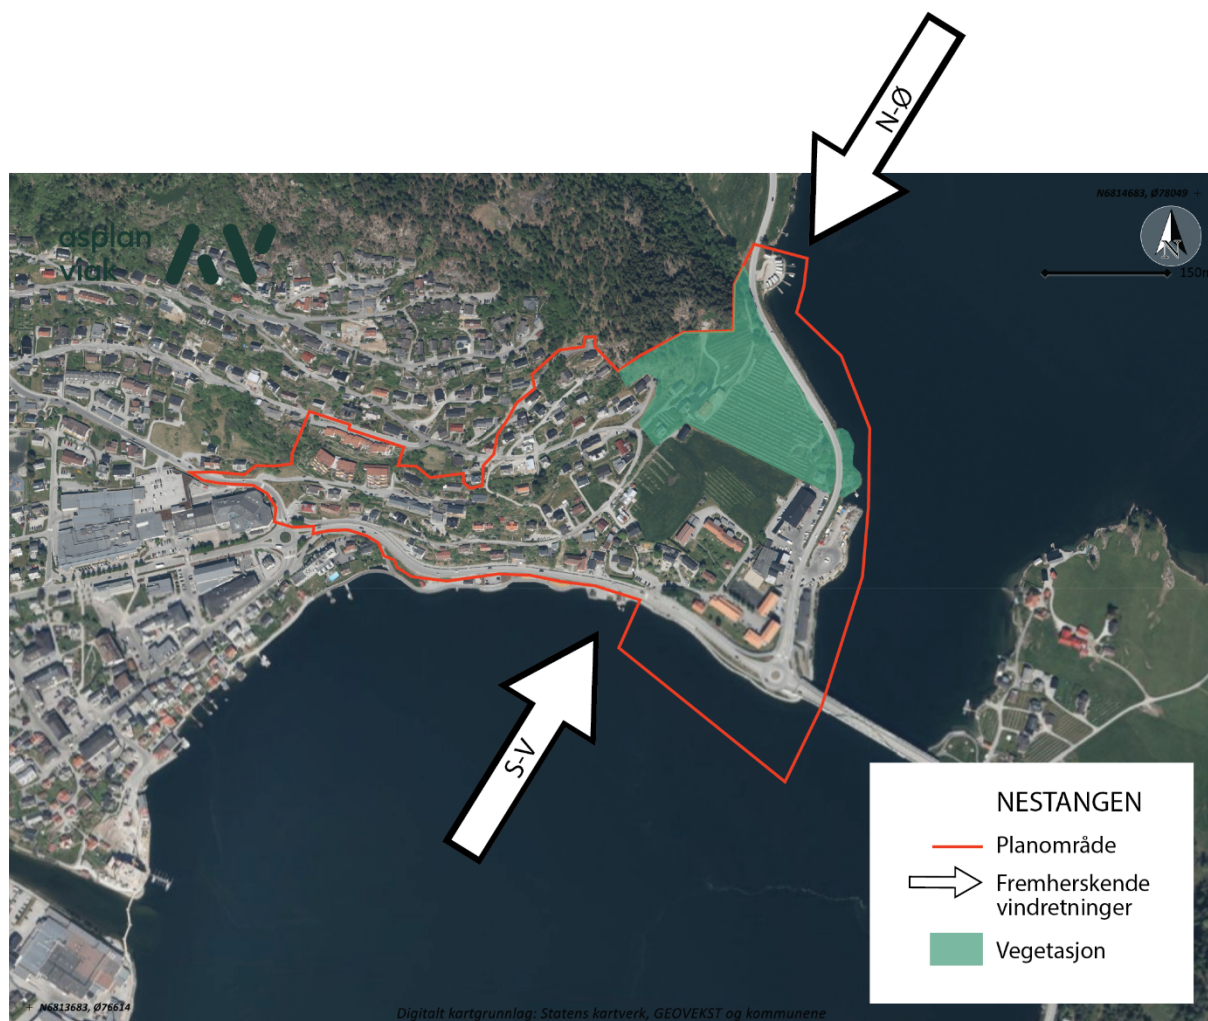 N-Ø
N6814683, Ø78049 +
asplan
viak
N
150m
S-V
NESTANGEN
Planområde
Fremherskende
vindretninger
Vegetasjon
+ N6813683, Ø76614
Digitalt kartgrunnlag: Statens kartverk, GEOVEKST og kommunene